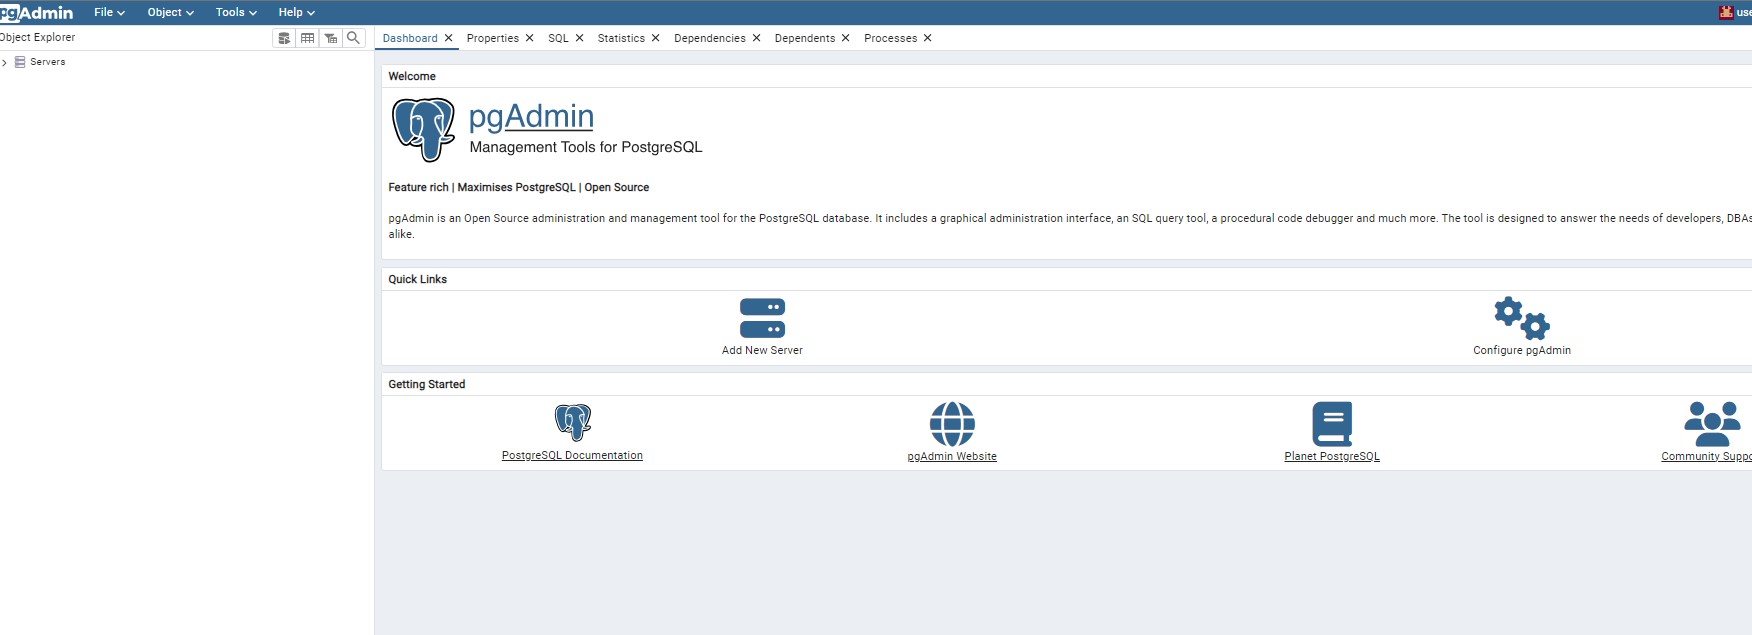 pgAdmin File Object Tools Help
Object Explorer
Dashboard Properties SQL Statistics Dependencies Dependents Processes
Servers
Welcome
pgAdmin
Management Tools for PostgreSQL
Feature rich | Maximises PostgreSQL | Open Source
pgAdmin is an Open Source administration and management tool for the PostgreSQL database. It includes a graphical administration interface, an SQL query tool, a procedural code debugger and much more. The tool is designed to answer the needs of developers, DBAs
alike.
Quick Links
Add New Server Configure pgAdmin
Getting Started
PostgreSQL Documentation pgAdmin Website Planet PostgreSQL Community